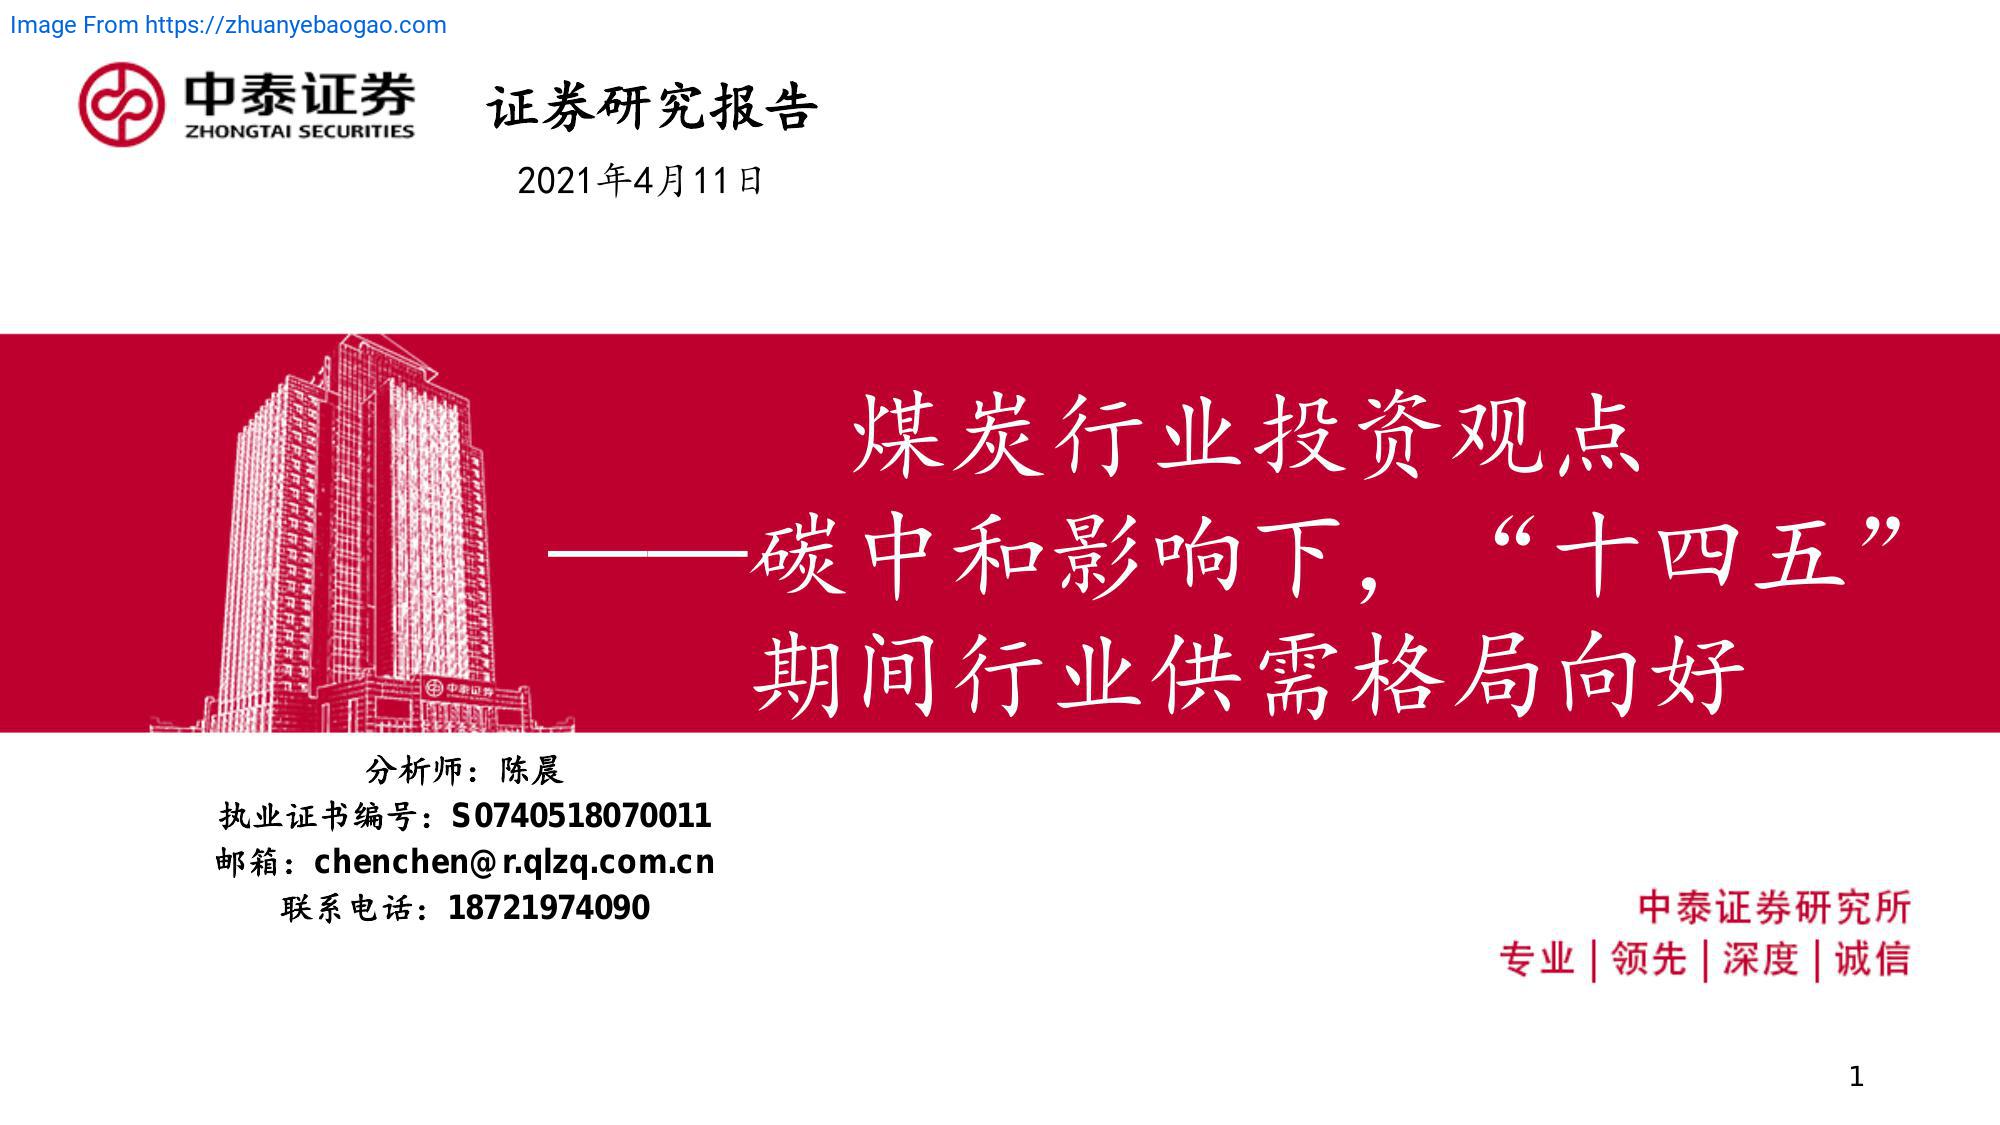 Image From https://zhuanyebaogao.com
中泰证券
ZHONGTAI SECURITIES
证券研究报告
2021年4月11日
煤炭行业投资观点
——碳中和影响下，“十四五”
期间行业供需格局向好
中泰证券
分析师：陈晨
执业证书编号：S0740518070011
邮箱：chenchen@r.qlzq.com.cn
联系电话：18721974090
中泰证券研究所
专业|领先|深度|诚信
1